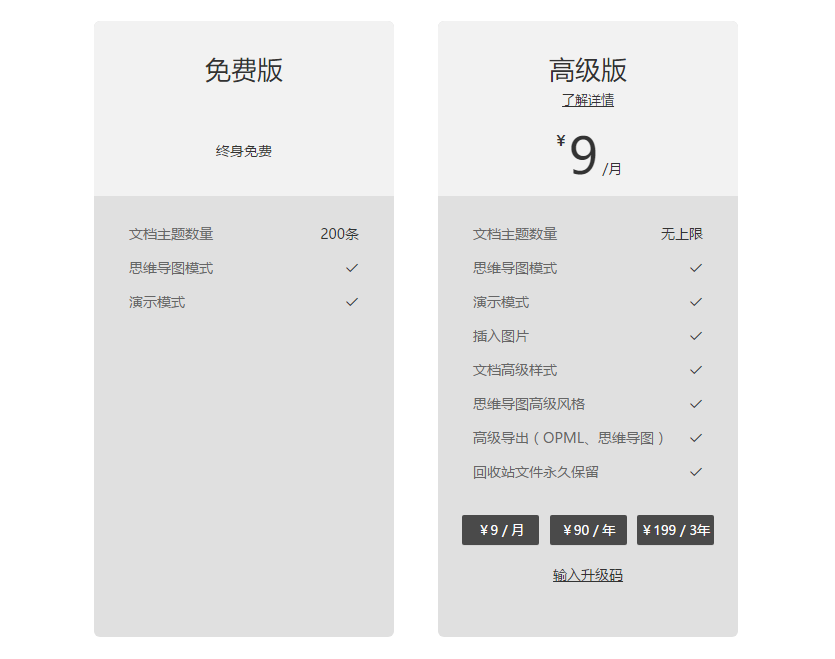 免费版
终身免费
文档主题数量 200条
思维导图模式
演示模式
高级版
了解详情
¥9/月
文档主题数量 无上限
思维导图模式
演示模式
插入图片
文档高级样式
思维导图高级风格
高级导出（OPML、思维导图）
回收站文件永久保留
¥9 / 月 ¥90 / 年 ¥199 / 3年
输入升级码